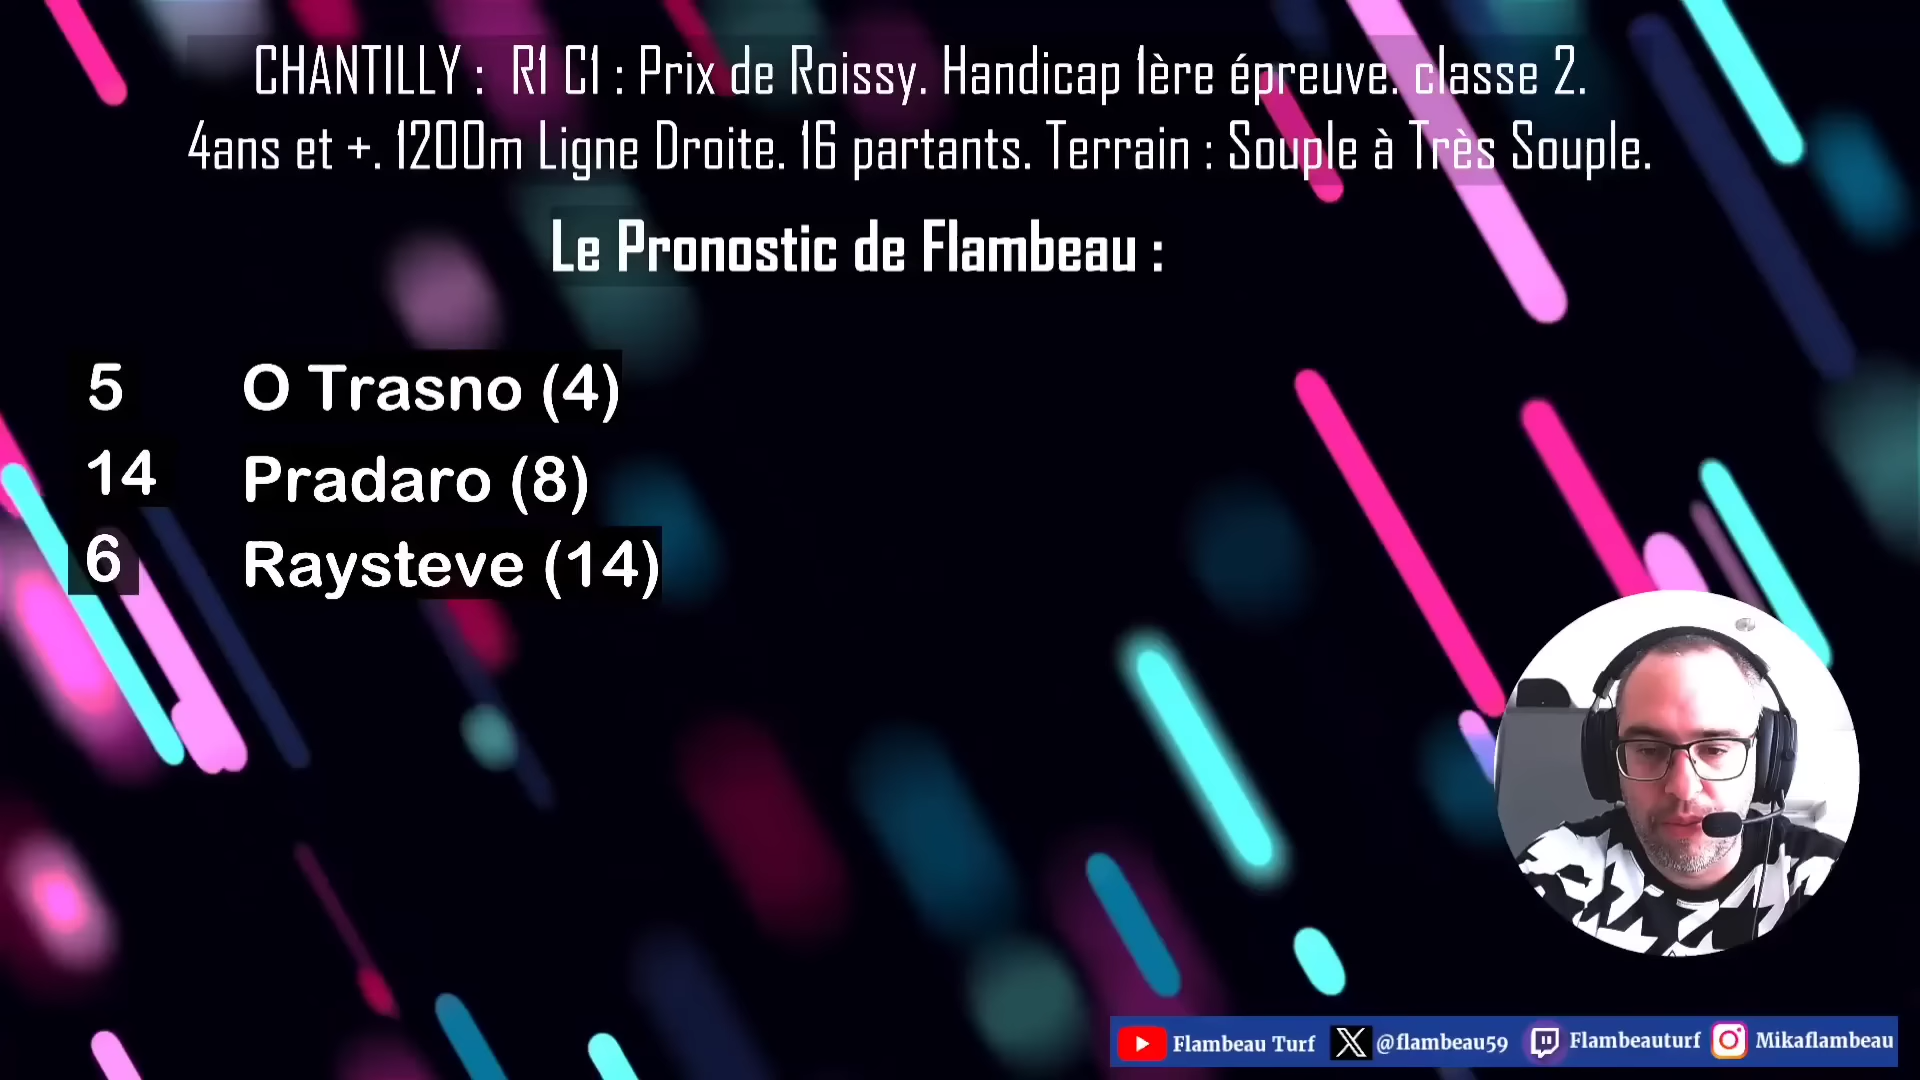 CHANTILLY : R1 C1 : Prix de Roissy. Handicap 1ère épreuve. classe 2.
4ans et +. 1200m Ligne Droite. 16 partants. Terrain : Souple à Très Souple.
Le Pronostic de Flambeau :
5 O Trasno (4)
14 Pradaro (8)
6 Raysteve (14)
Flambeau Turf @flambeau59 Flambeauturf Mikaflambeau